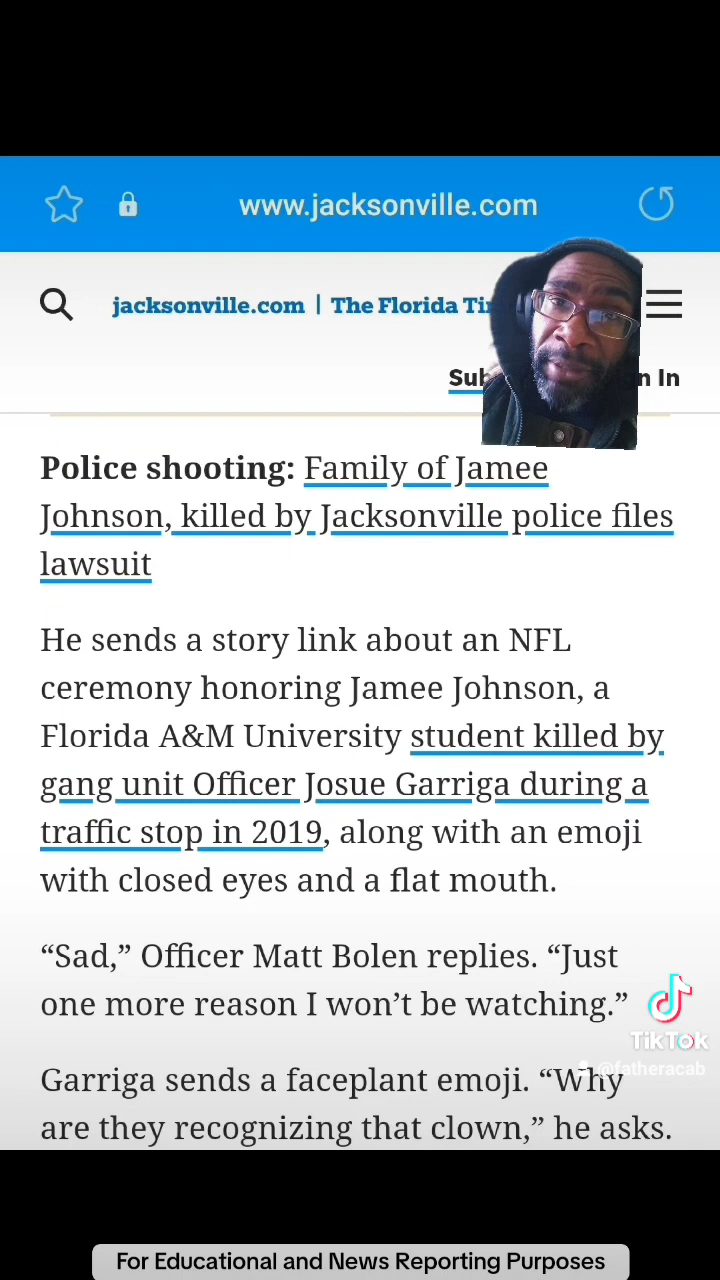 www.jacksonville.com
jacksonville.com | The Florida Ti
Sub n In
Police shooting: Family of Jamee
Johnson, killed by Jacksonville police files
lawsuit
He sends a story link about an NFL
ceremony honoring Jamee Johnson, a
Florida A&M University student killed by
gang unit Officer Josue Garriga during a
traffic stop in 2019, along with an emoji
with closed eyes and a flat mouth.
“Sad,” Officer Matt Bolen replies. “Just
one more reason I won’t be watching.”
TikTok
@fatheracab
Garriga sends a faceplant emoji. “Why
are they recognizing that clown,” he asks.
For Educational and News Reporting Purposes